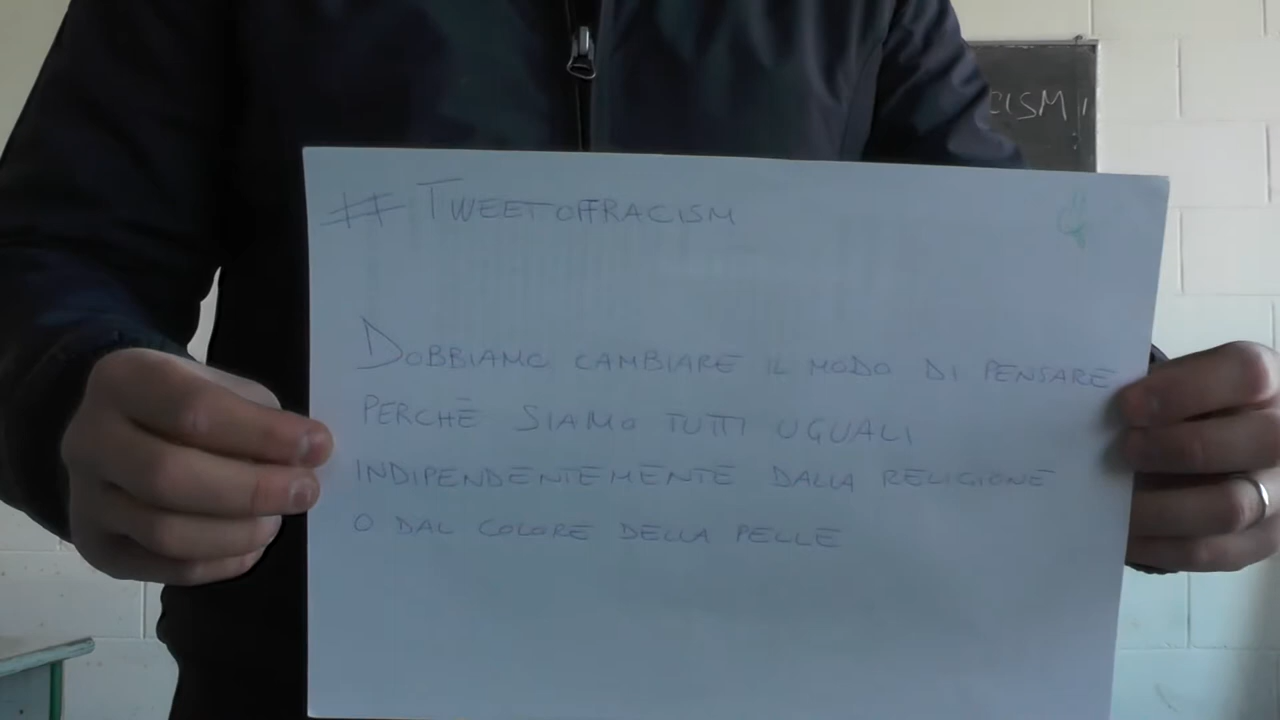 CISM
# TWEETOFFRACISM
DOBBIAMO CAMBIARE IL MODO DI PENSARE
PERCHÉ SIAMO TUTTI UGUALI
INDIPENDENTEMENTE DALLA RELIGIONE
O DAL COLORE DELLA PELLE